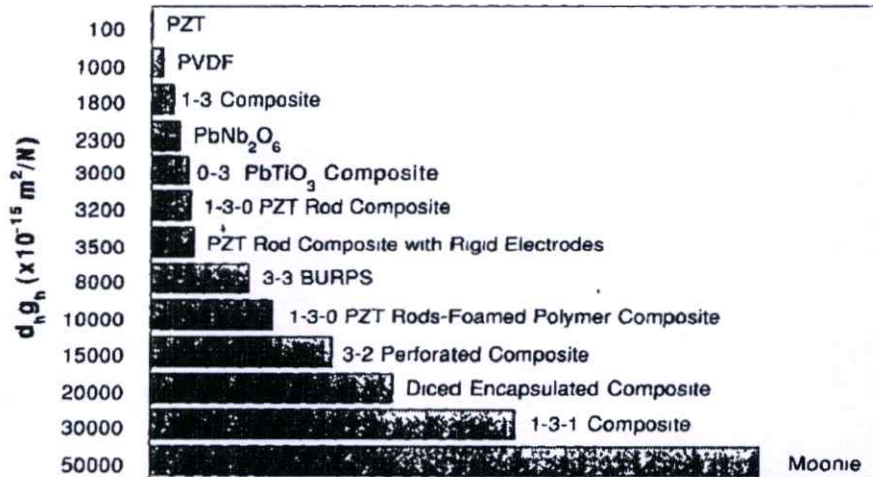 100 PZT
1000 PVDF
1800 1-3 Composite
2300 PbNb₂O₆
3000 0-3 PbTiO₃ Composite
3200 1-3-0 PZT Rod Composite
3500 PZT Rod Composite with Rigid Electrodes
8000 3-3 BURPS
10000 1-3-0 PZT Rods-Foamed Polymer Composite
15000 3-2 Perforated Composite
20000 Diced Encapsulated Composite
30000 1-3-1 Composite
50000 Moonie
dₕgₕ (x10⁻¹⁵ m²/N)